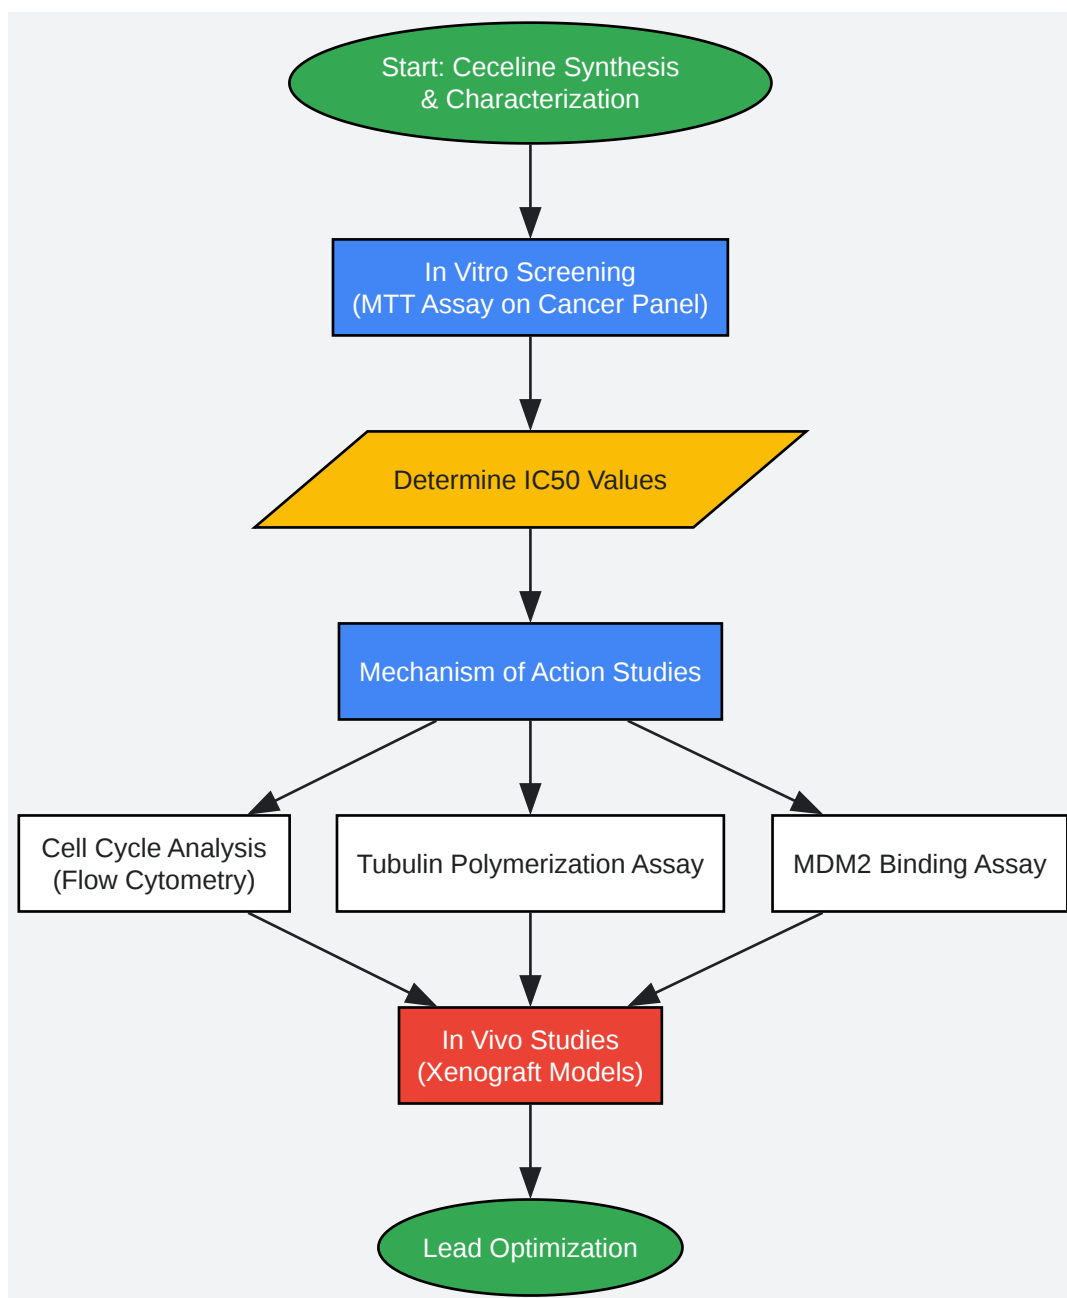 Start: Ceceline Synthesis
& Characterization
In Vitro Screening
(MTT Assay on Cancer Panel)
Determine IC50 Values
Mechanism of Action Studies
Cell Cycle Analysis
(Flow Cytometry)
Tubulin Polymerization Assay
MDM2 Binding Assay
In Vivo Studies
(Xenograft Models)
Lead Optimization